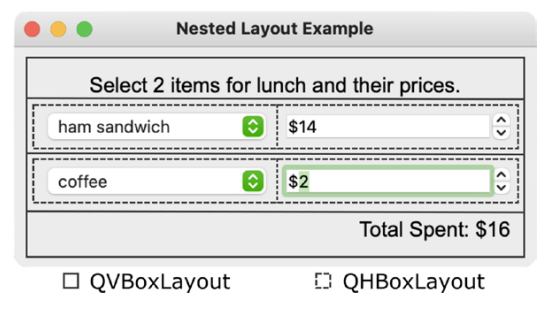 Nested Layout Example
Select 2 items for lunch and their prices.
ham sandwich $14
coffee $2
Total Spent: $16
QVBoxLayout QHBoxLayout